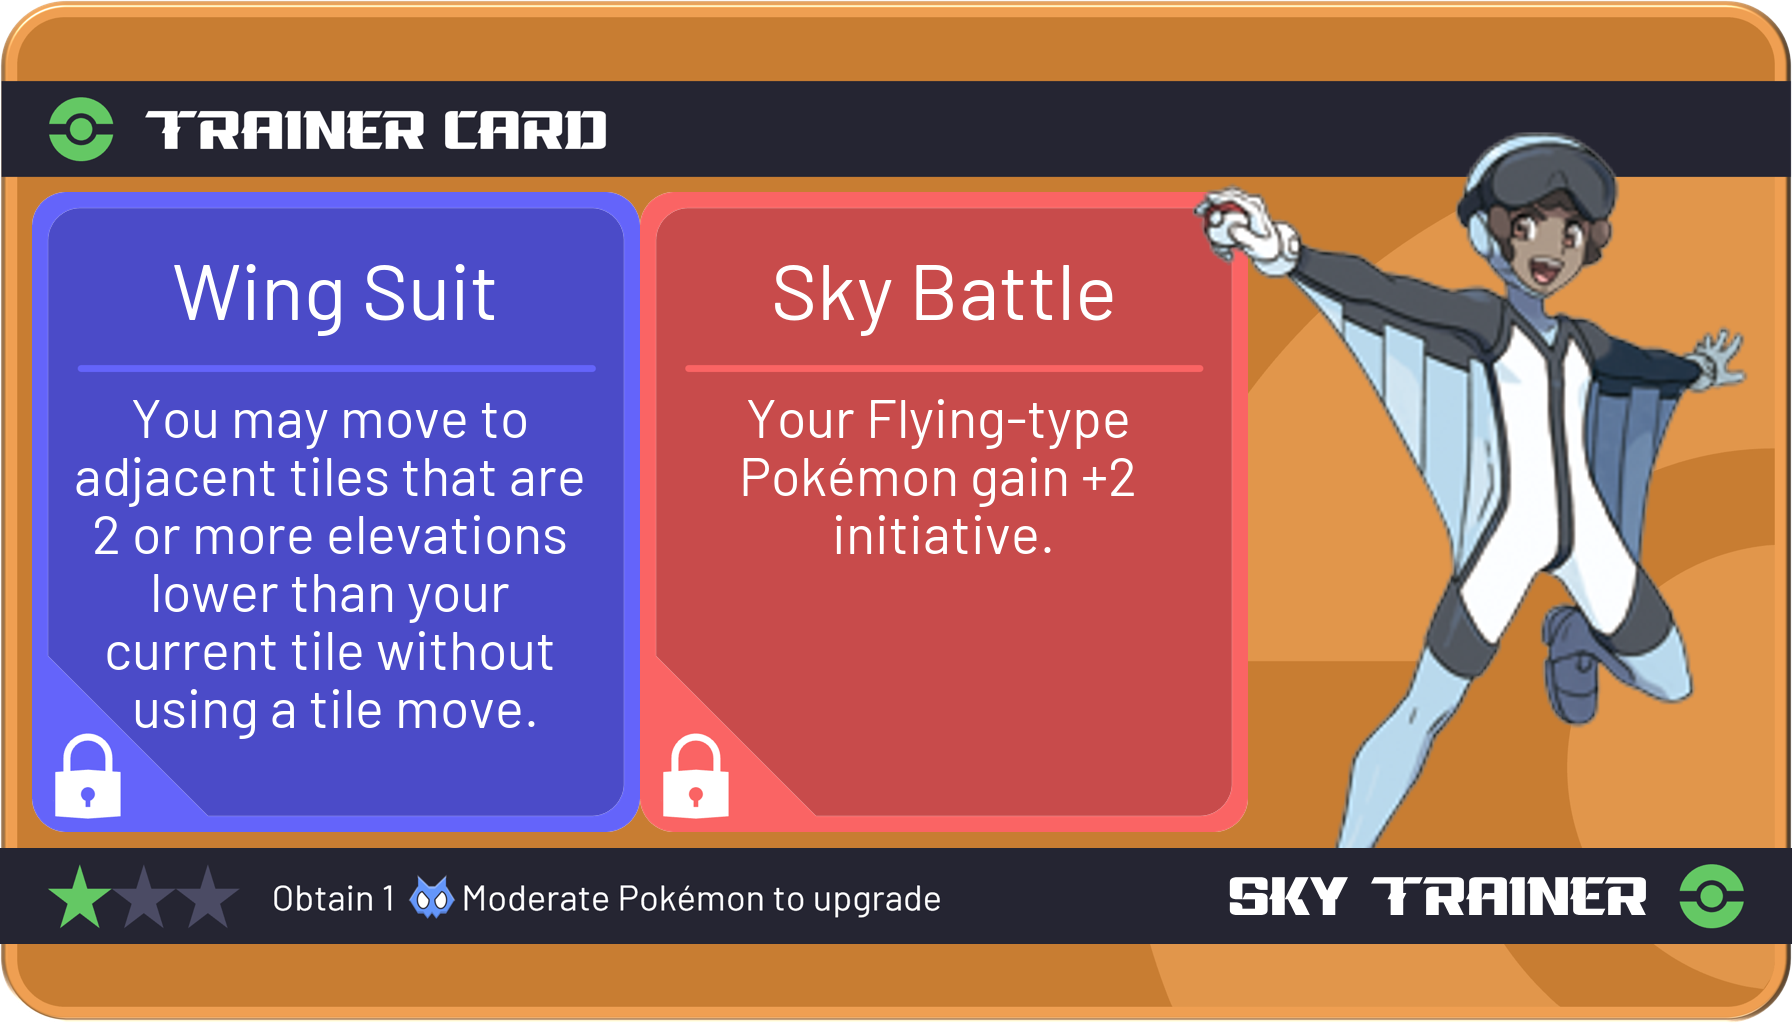 TRAINER CARD
Wing Suit
You may move to
adjacent tiles that are
2 or more elevations
lower than your
current tile without
using a tile move.
Sky Battle
Your Flying-type
Pokémon gain +2
initiative.
Obtain 1 Moderate Pokémon to upgrade
SKY TRAINER